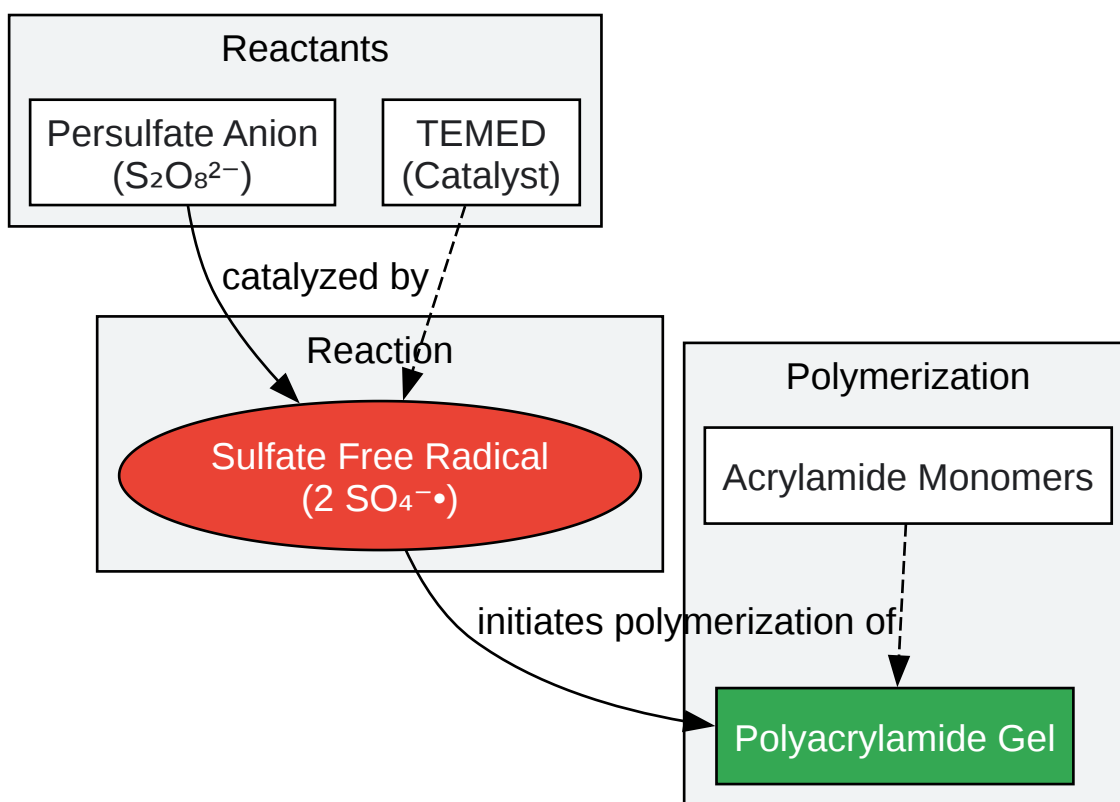 Reactants
Persulfate Anion
(S₂O₈²⁻)
TEMED
(Catalyst)
catalyzed by
Reaction
Sulfate Free Radical
(2 SO₄⁻•)
Polymerization
Acrylamide Monomers
initiates polymerization of
Polyacrylamide Gel